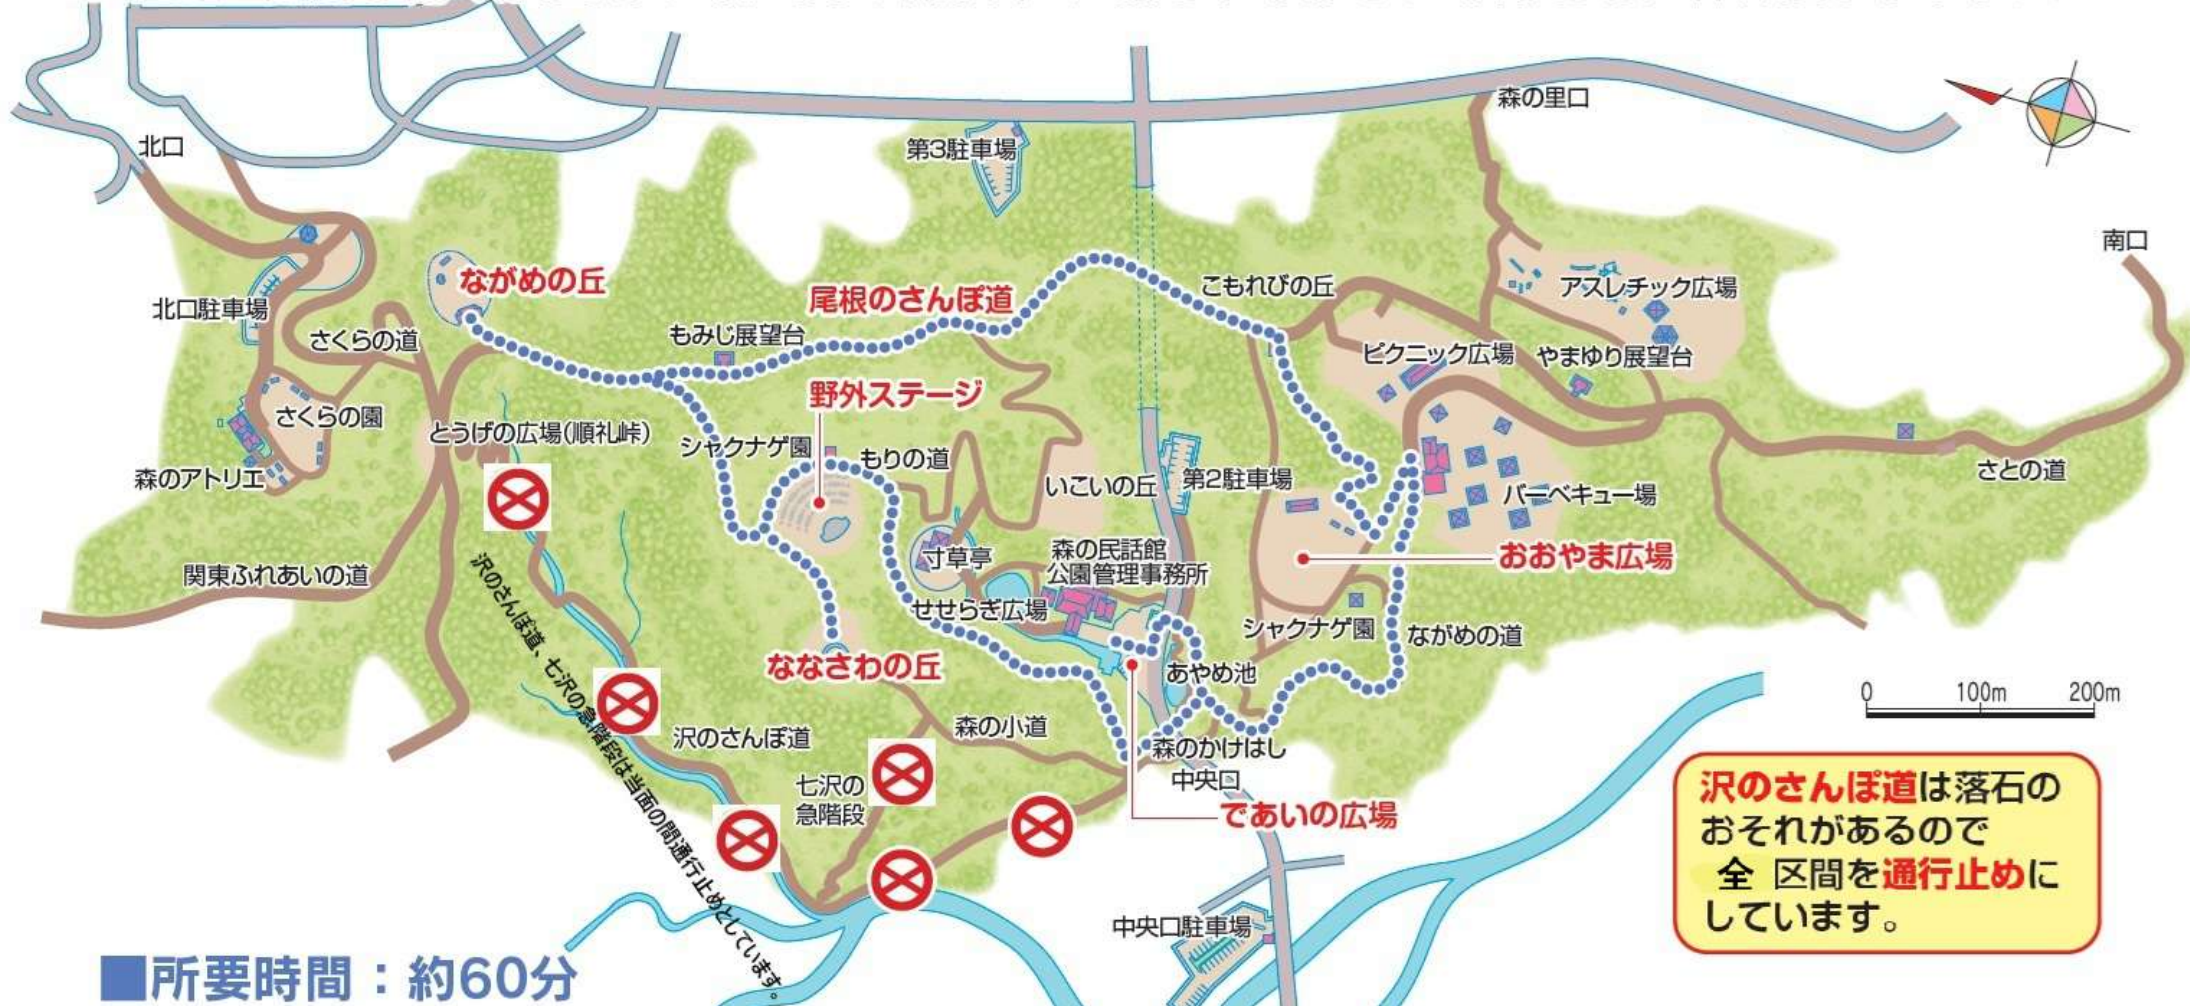 森の里口
北口
第3駐車場
南口
ながめの丘
尾根のさんぽ道
こもれびの丘
アスレチック広場
北口駐車場
さくらの道
もみじ展望台
ピクニック広場
やまゆり展望台
野外ステージ
さくらの園
とうげの広場(順礼峠)
シャクナゲ園
もりの道
いこいの丘
第2駐車場
さとの道
森のアトリエ
バーベキュー場
寸草亭
森の民話館
公園管理事務所
おおやま広場
関東ふれあいの道
せせらぎ広場
シャクナゲ園
ながめの道
ななさわの丘
あやめ池
沢のさんぽ道、七沢の急階段は当面の間通行止めとしています。
0 100m 200m
沢のさんぽ道
森の小道
森のかけはし
中央口
七沢の
急階段
であいの広場
沢のさんぽ道は落石の
おそれがあるので
全 区間を通行止めに
しています。
中央口駐車場
■所要時間：約60分